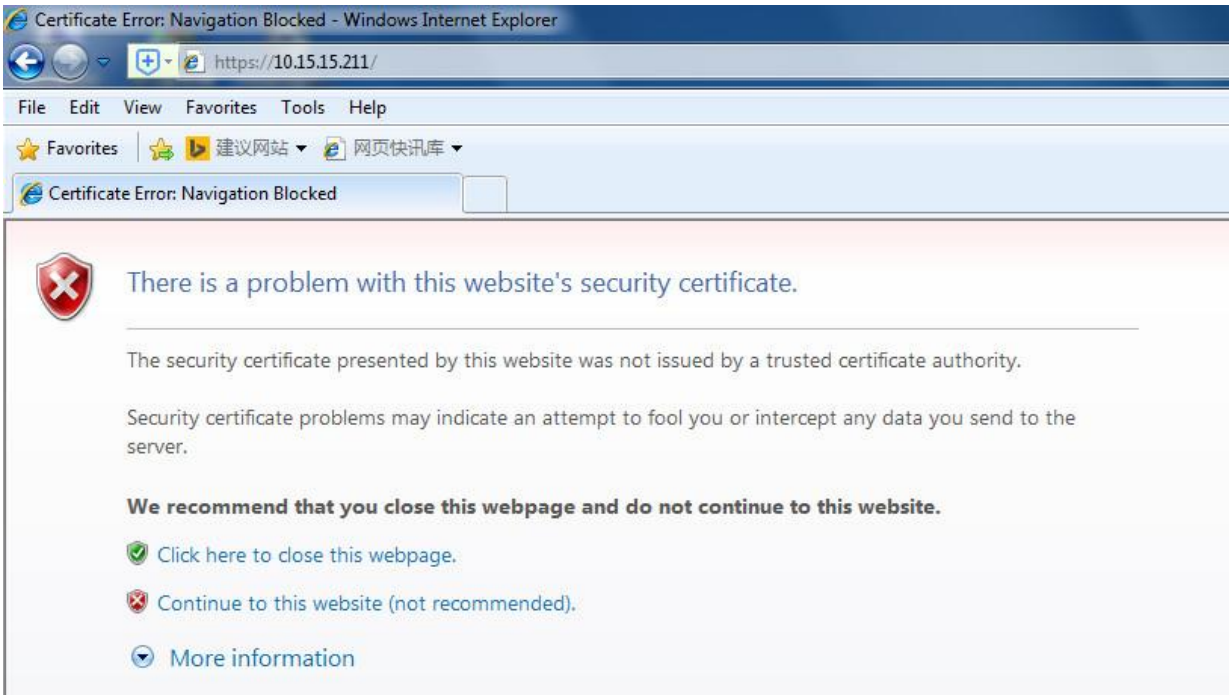 Certificate Error: Navigation Blocked - Windows Internet Explorer
https://10.15.15.211/
File Edit View Favorites Tools Help
Favorites 建议网站 网页快讯库
Certificate Error: Navigation Blocked
There is a problem with this website's security certificate.
The security certificate presented by this website was not issued by a trusted certificate authority.
Security certificate problems may indicate an attempt to fool you or intercept any data you send to the
server.
We recommend that you close this webpage and do not continue to this website.
Click here to close this webpage.
Continue to this website (not recommended).
More information